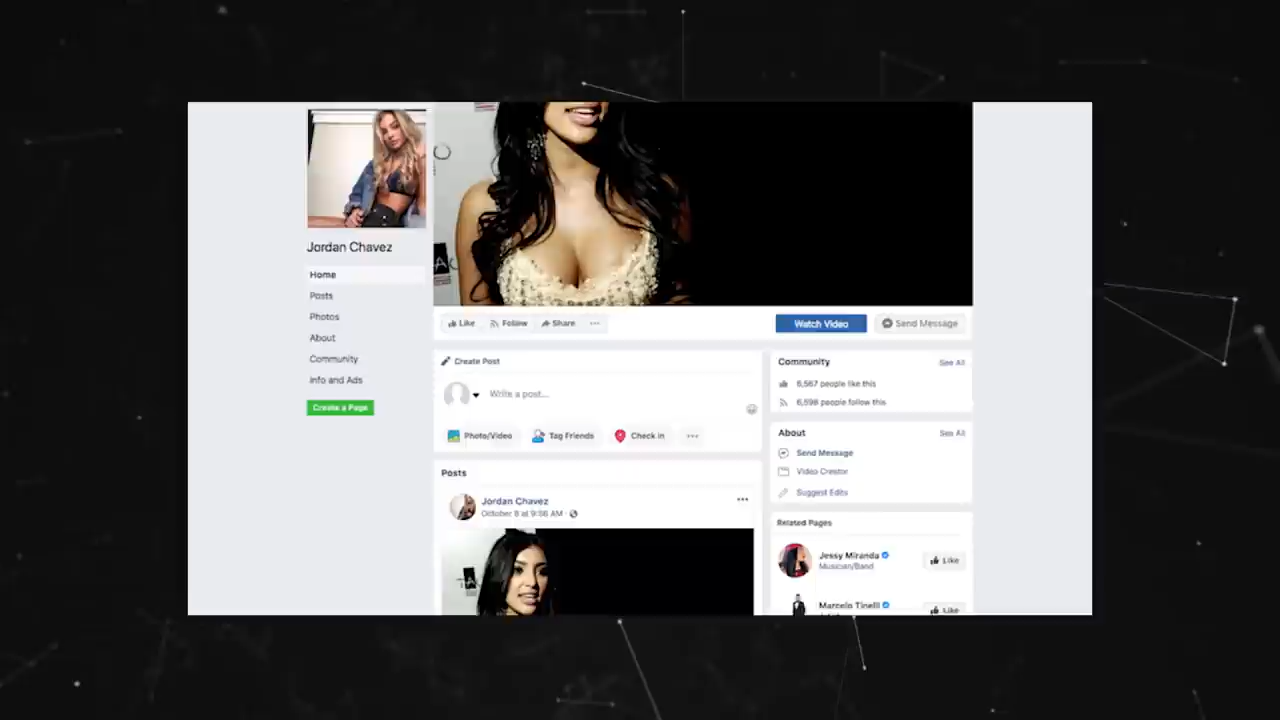 Jordan Chavez
Home
Posts
Photos
About
Community
Info and Ads
Create a Page
Like
Follow
Share
Watch Video
Send Message
Create Post
Write a post...
Photo/Video
Tag Friends
Check in
Posts
Jordan Chavez
October 8 at 9:56 AM
Community
See All
6,567 people like this
6,598 people follow this
About
See All
Send Message
Video Creator
Suggest Edits
Related Pages
Jessy Miranda
Musician/Band
Like
Marcelo Tinelli
Like